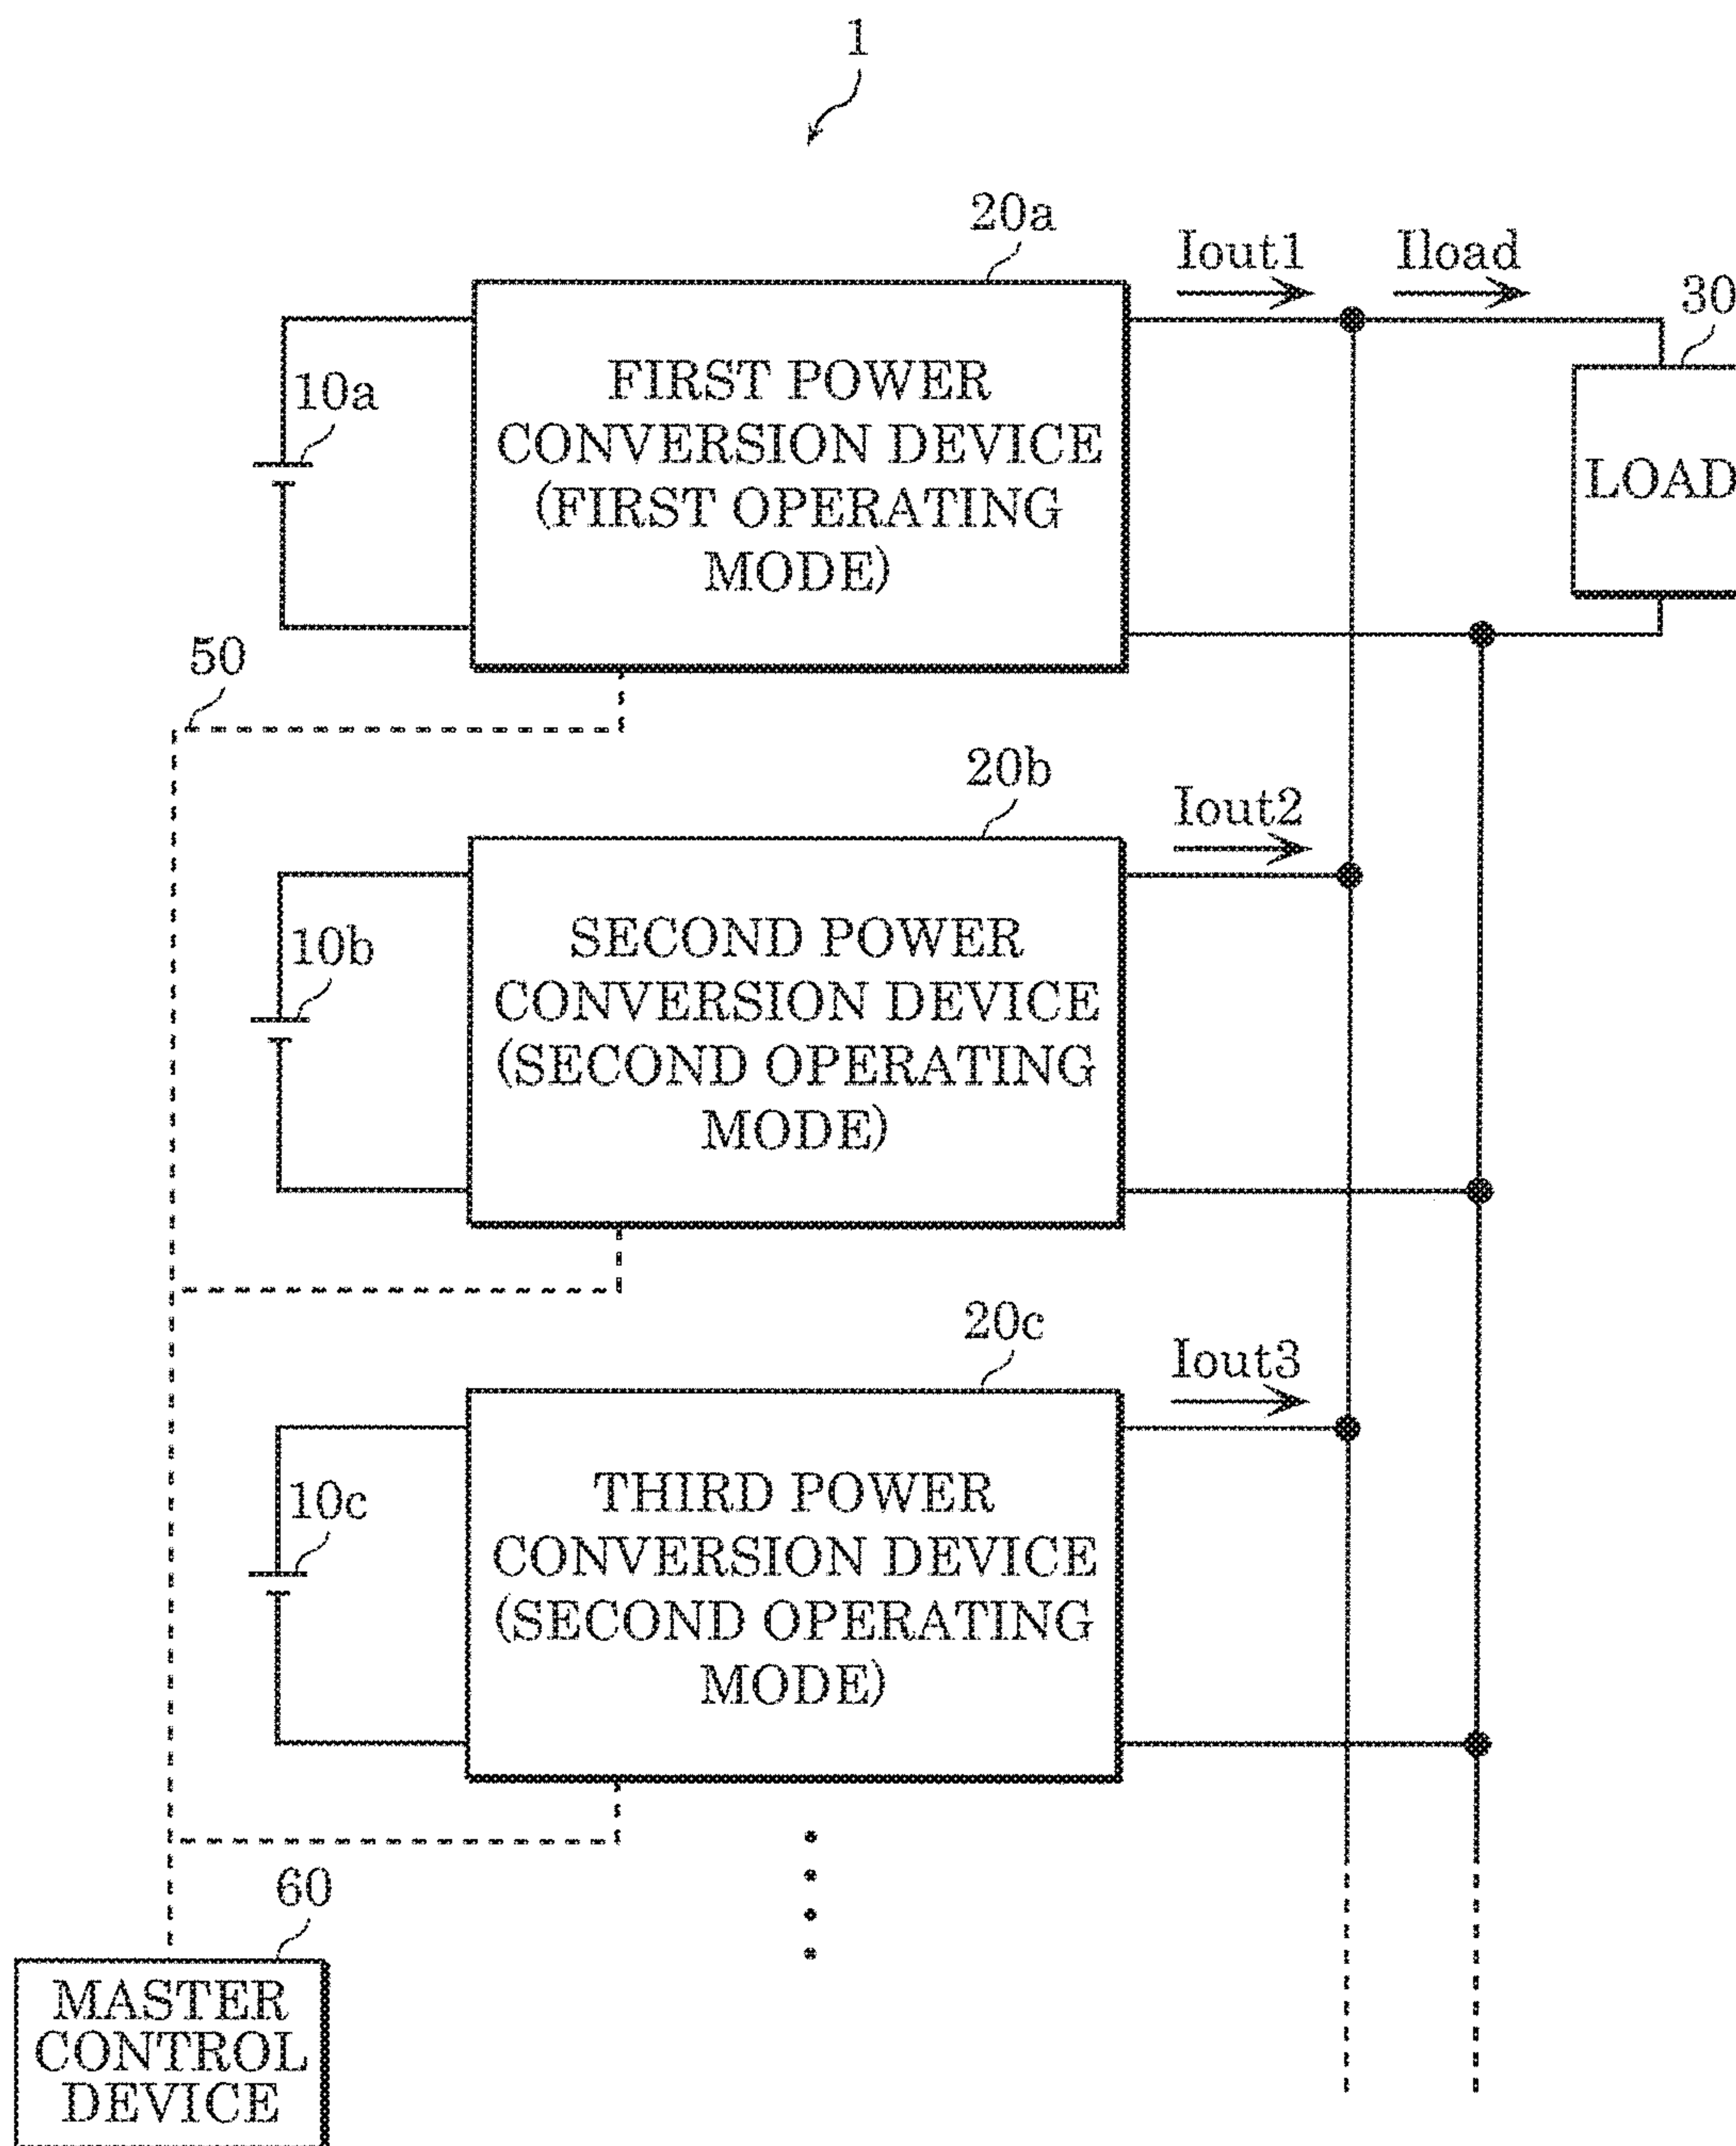 1
20a
Iout1
Iload
30
10a
FIRST POWER
CONVERSION DEVICE
(FIRST OPERATING
MODE)
LOAD
50
20b
Iout2
10b
SECOND POWER
CONVERSION DEVICE
(SECOND OPERATING
MODE)
20c
Iout3
10c
THIRD POWER
CONVERSION DEVICE
(SECOND OPERATING
MODE)
60
MASTER
CONTROL
DEVICE